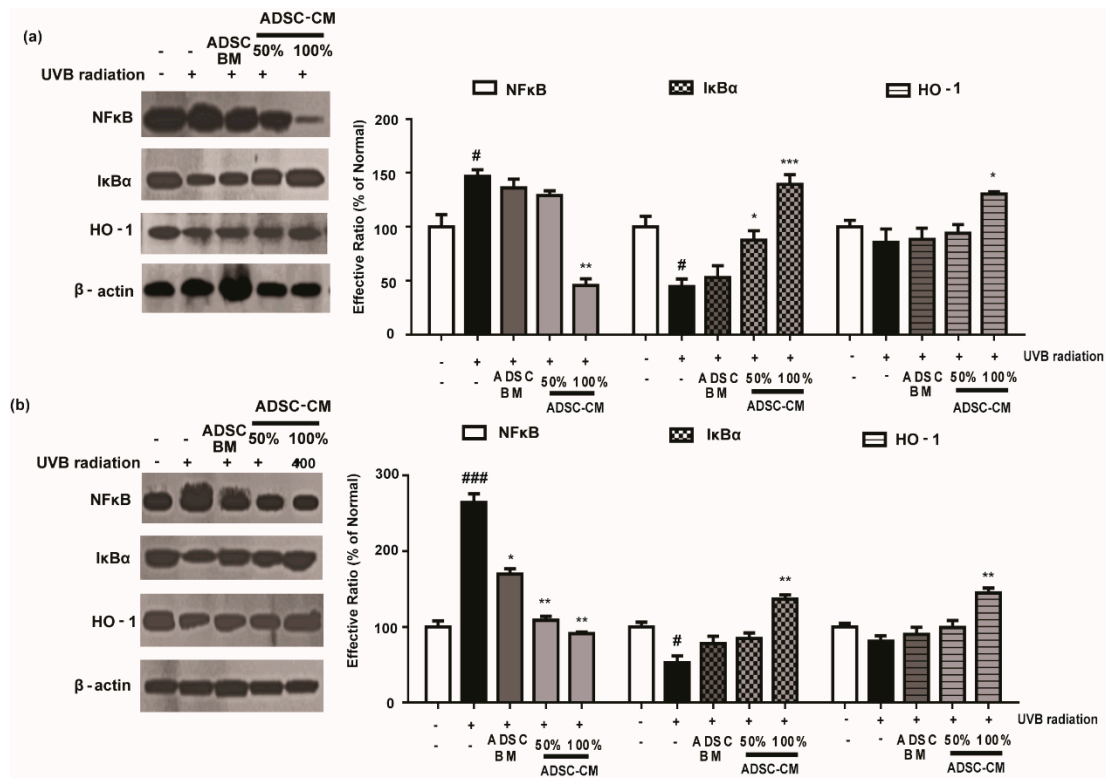 (a)
ADSC-CM
ADSC
BM
50% 100%
- -
UVB radiation - + + + +
NFκB
IκBα
HO -1
β- actin
NFκB IκBα HO -1
Effective Ratio (% of Normal)
200
150
100
50
0
# ** # * *** *
- + + + + - + + + + - + + + + UVB radiation
- - ADSC BM 50% 100% - - ADSC BM 50% 100% - - ADSC BM 50% 100%
ADSC-CM ADSC-CM ADSC-CM
(b)
ADSC-CM
ADSC
BM
50% 100%
- -
UVB radiation - + + + 400
NFκB
IκBα
HO -1
β-actin
NFκB IκBα HO -1
Effective Ratio (% of Normal)
300
200
100
0
### * ** ** # ** **
- + + + + - + + + + - + + + + UVB radiation
- - ADSC BM 50% 100% - - ADSC BM 50% 100% - - ADSC BM 50% 100%
ADSC-CM ADSC-CM ADSC-CM